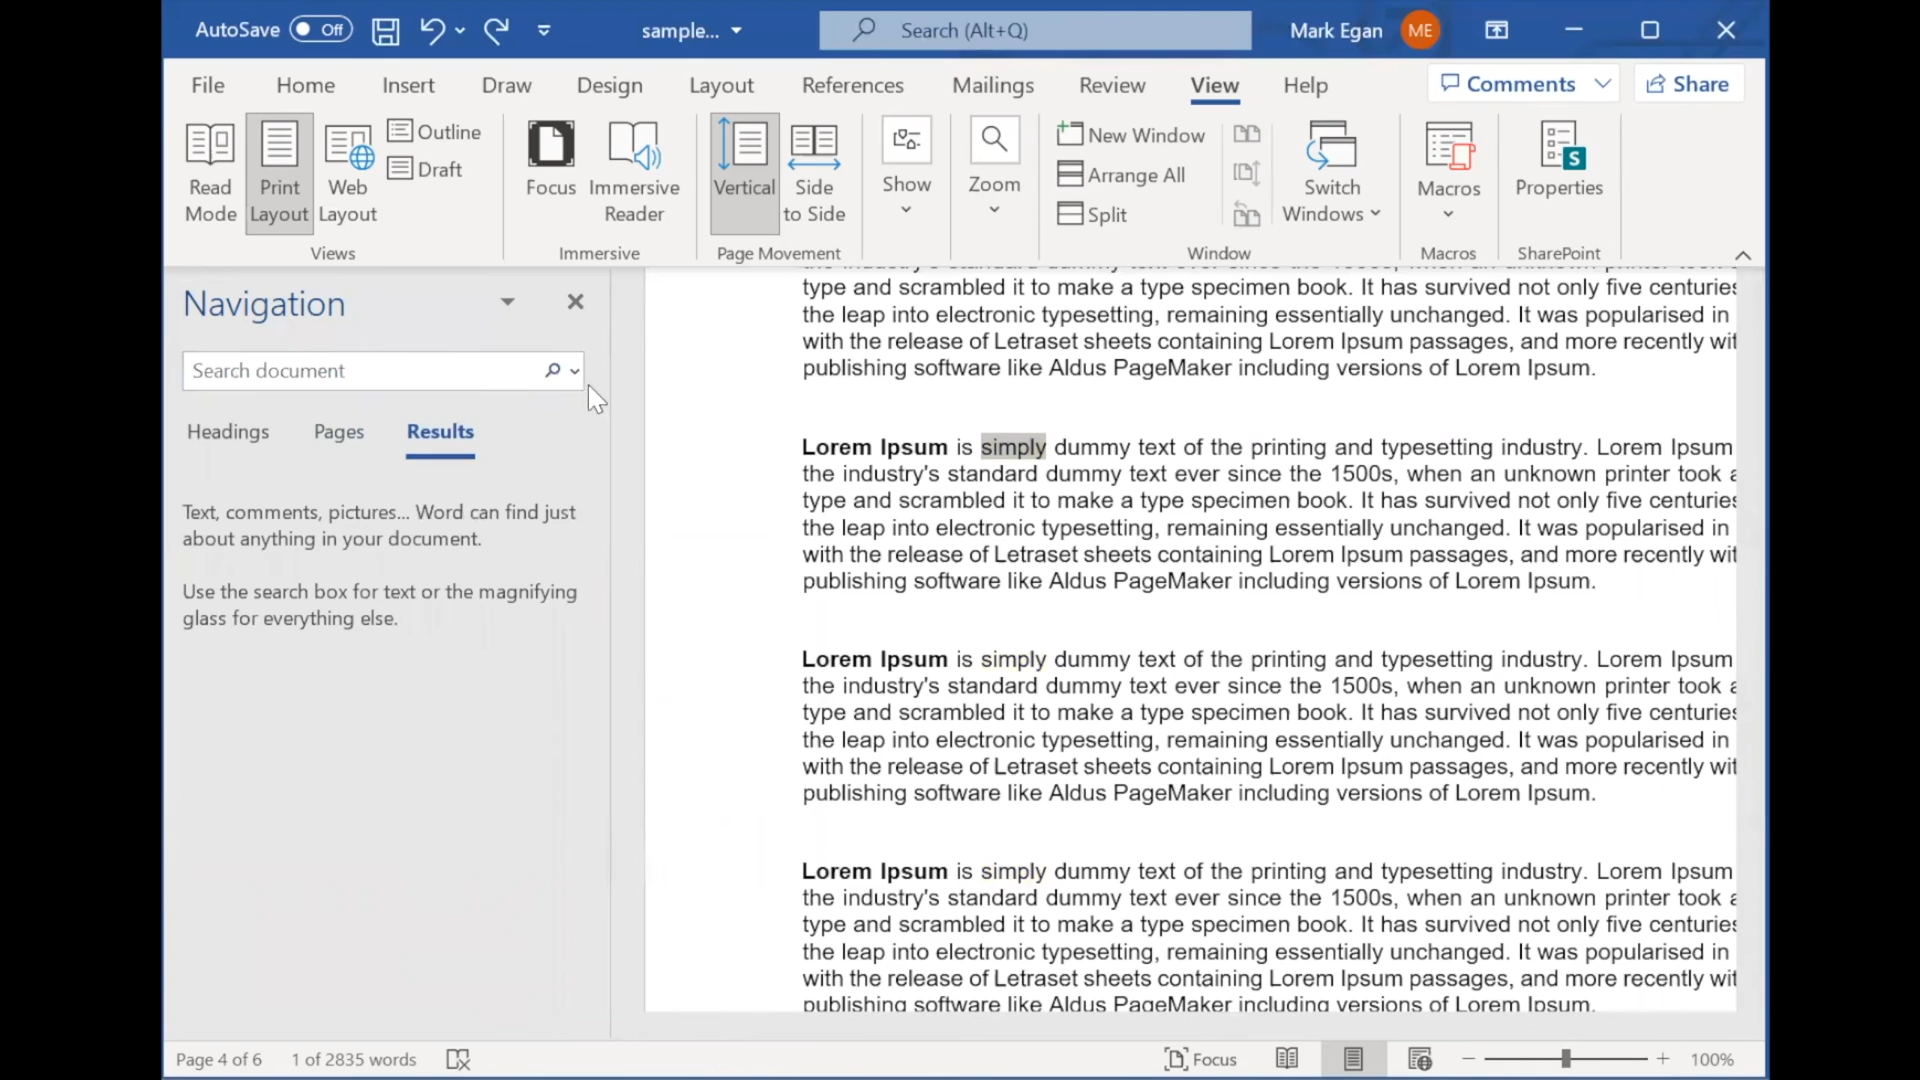 AutoSave Off sample... Search (Alt+Q) Mark Egan ME
File Home Insert Draw Design Layout References Mailings Review View Help Comments Share
Read Mode
Print Layout
Web Layout
Outline
Draft
Views
Focus
Immersive Reader
Immersive
Vertical
Side to Side
Page Movement
Show
Zoom
New Window
Arrange All
Split
Switch Windows
Window
Macros
Macros
S
Properties
SharePoint
Navigation
Search document
Headings Pages Results
Text, comments, pictures... Word can find just
about anything in your document.
Use the search box for text or the magnifying
glass for everything else.
type and scrambled it to make a type specimen book. It has survived not only five centuries
the leap into electronic typesetting, remaining essentially unchanged. It was popularised in
with the release of Letraset sheets containing Lorem Ipsum passages, and more recently
publishing software like Aldus PageMaker including versions of Lorem Ipsum.
Lorem Ipsum is simply dummy text of the printing and typesetting industry. Lorem Ipsum
the industry's standard dummy text ever since the 1500s, when an unknown printer took
type and scrambled it to make a type specimen book. It has survived not only five centuries
the leap into electronic typesetting, remaining essentially unchanged. It was popularised in
with the release of Letraset sheets containing Lorem Ipsum passages, and more recently
publishing software like Aldus PageMaker including versions of Lorem Ipsum.
Lorem Ipsum is simply dummy text of the printing and typesetting industry. Lorem Ipsum
the industry's standard dummy text ever since the 1500s, when an unknown printer took
type and scrambled it to make a type specimen book. It has survived not only five centuries
the leap into electronic typesetting, remaining essentially unchanged. It was popularised in
with the release of Letraset sheets containing Lorem Ipsum passages, and more recently
publishing software like Aldus PageMaker including versions of Lorem Ipsum.
Lorem Ipsum is simply dummy text of the printing and typesetting industry. Lorem Ipsum
the industry's standard dummy text ever since the 1500s, when an unknown printer took
type and scrambled it to make a type specimen book. It has survived not only five centuries
the leap into electronic typesetting, remaining essentially unchanged. It was popularised in
with the release of Letraset sheets containing Lorem Ipsum passages, and more recently
publishing software like Aldus PageMaker including versions of Lorem Ipsum.
Page 4 of 6 1 of 2835 words Focus 100%